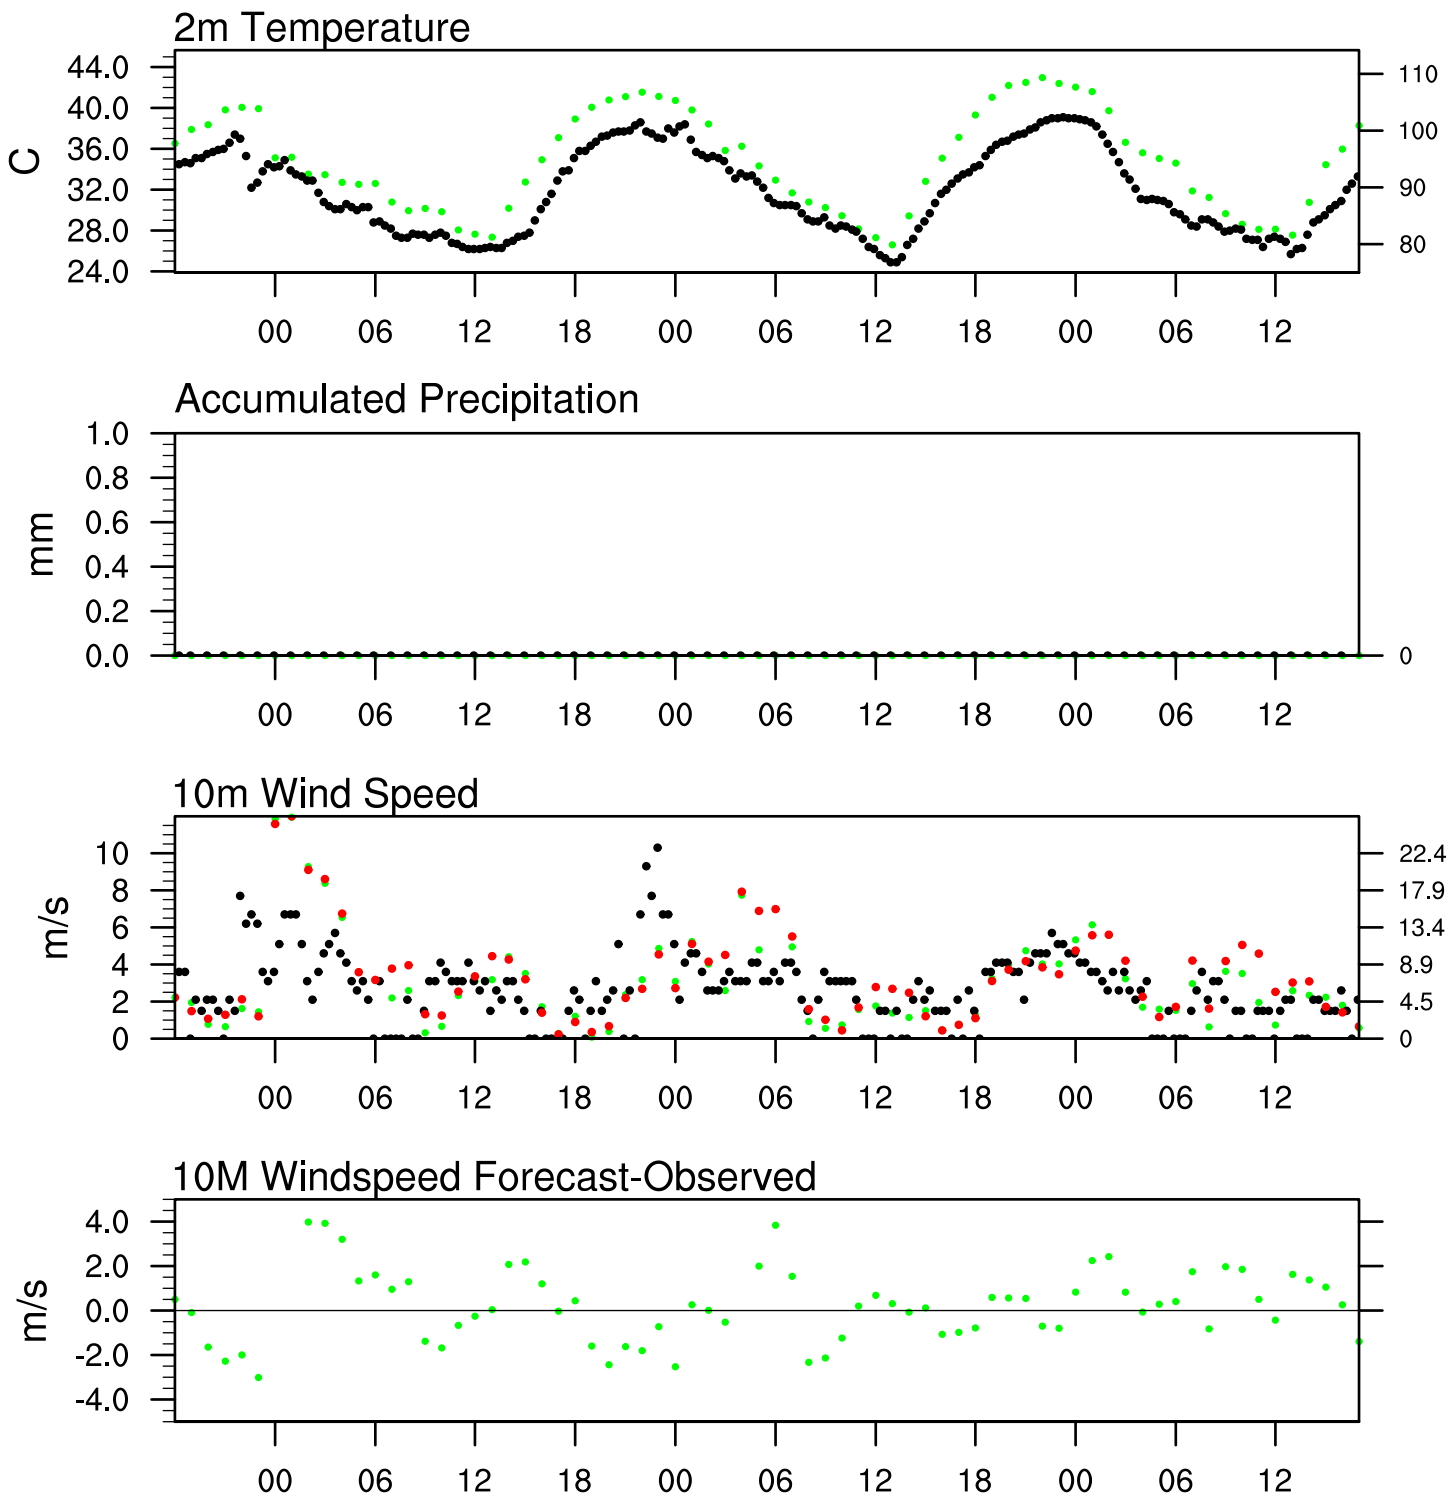 2m Temperature
44.0
40.0
36.0
32.0
28.0
24.0
C
110
100
90
80
00 06 12 18 00 06 12 18 00 06 12
Accumulated Precipitation
1.0
0.8
0.6
0.4
0.2
0.0
mm
0
00 06 12 18 00 06 12 18 00 06 12
10m Wind Speed
10
8
6
4
2
0
m/s
22.4
17.9
13.4
8.9
4.5
0
00 06 12 18 00 06 12 18 00 06 12
10M Windspeed Forecast-Observed
4.0
2.0
0.0
-2.0
-4.0
m/s
00 06 12 18 00 06 12 18 00 06 12